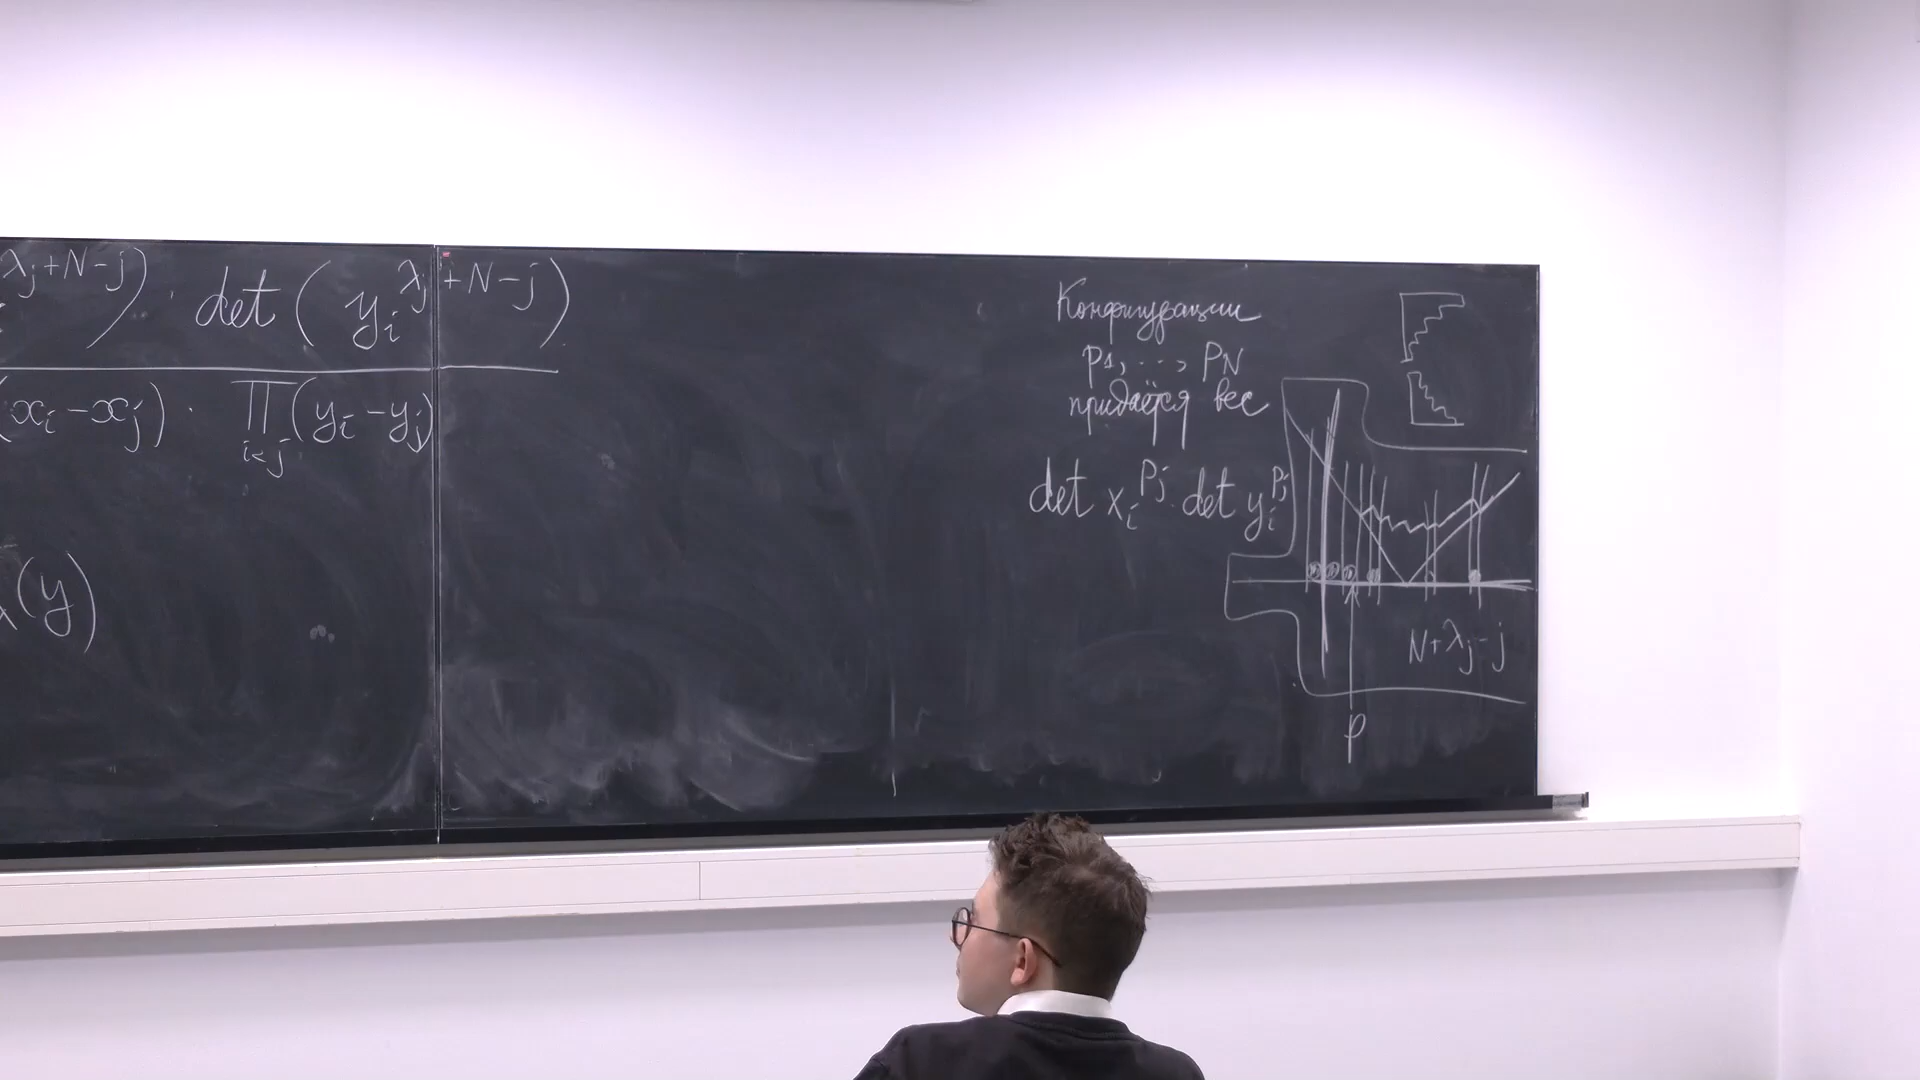 λⱼ+N−j) · det ( yᵢ^{λⱼ+N−j} ).
(xᵢ−xⱼ) · ∏_{i<j} (yᵢ−yⱼ)
(y)
Конфигурации
p₁, ..., p_N
придаётся вес
det xᵢ^{pⱼ} · det yᵢ^{pⱼ}
N+λⱼ−j
p